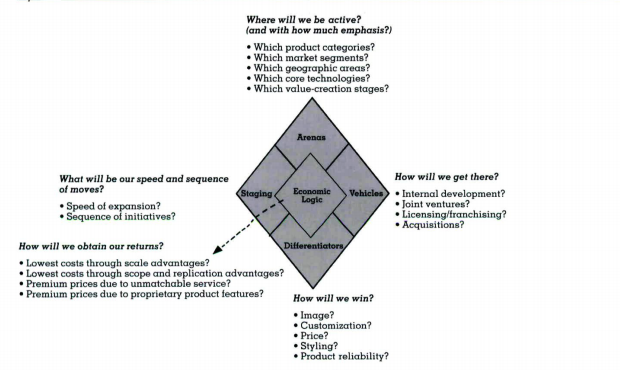 Where will we be active?
(and with how much emphasis?)
• Which product categories?
• Which market segments?
• Which geographic areas?
• Which core technologies?
• Which value-creation stages?
Arenas
What will be our speed and sequence
of moves?
• Speed of expansion?
• Sequence of initiatives?
Staging
Economic
Logic
Vehicles
How will we get there?
• Internal development?
• Joint ventures?
• Licensing/franchising?
• Acquisitions?
How will we obtain our returns?
• Lowest costs through scale advantages?
• Lowest costs through scope and replication advantages?
• Premium prices due to unmatchable service?
• Premium prices due to proprietary product features?
Differentiators
How will we win?
• Image?
• Customization?
• Price?
• Styling?
• Product reliability?